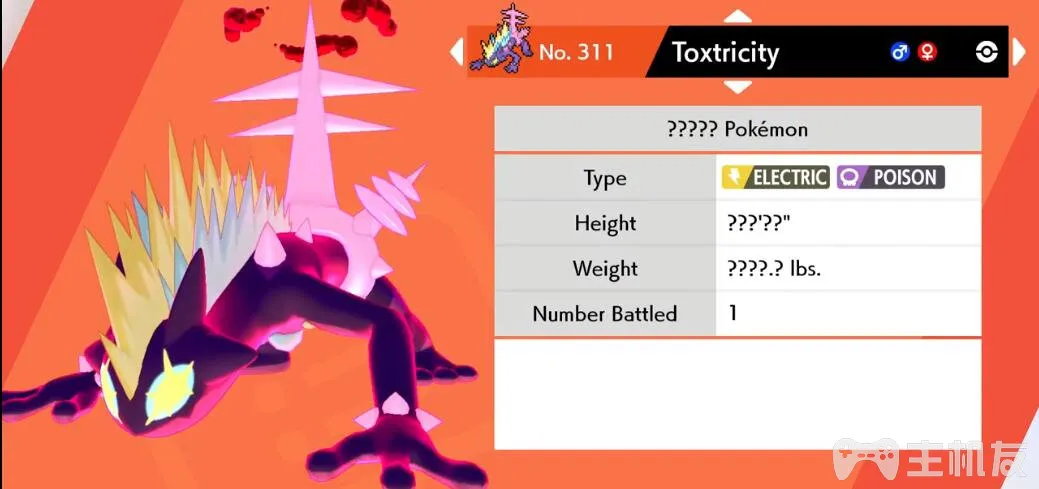 No. 311 Toxtricity
????? Pokémon
Type ELECTRIC POISON
Height ???'??"
Weight ????.? lbs.
Number Battled 1
主机友